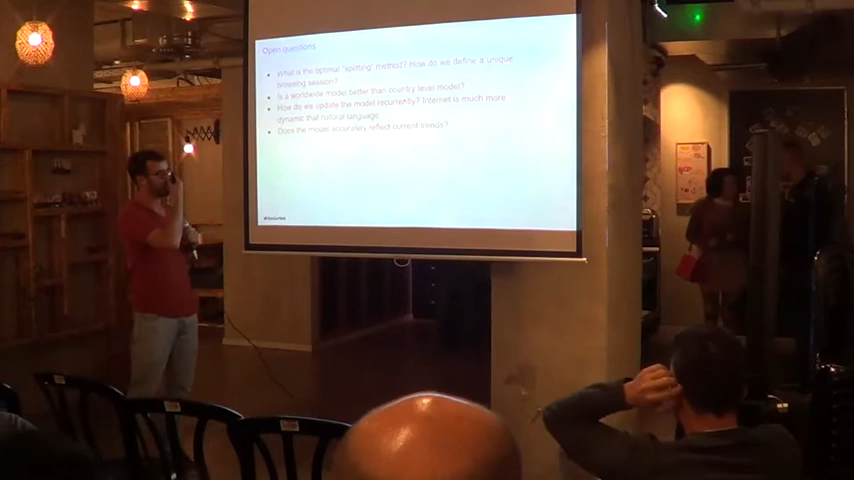 Open questions
What is the optimal "splitting" method? How do we define a unique
browsing session?
Is a worldwide model better than country level model?
How do we update the model recurrently? Internet is much more
dynamic that natural language
Does the model accurately reflect current trends?